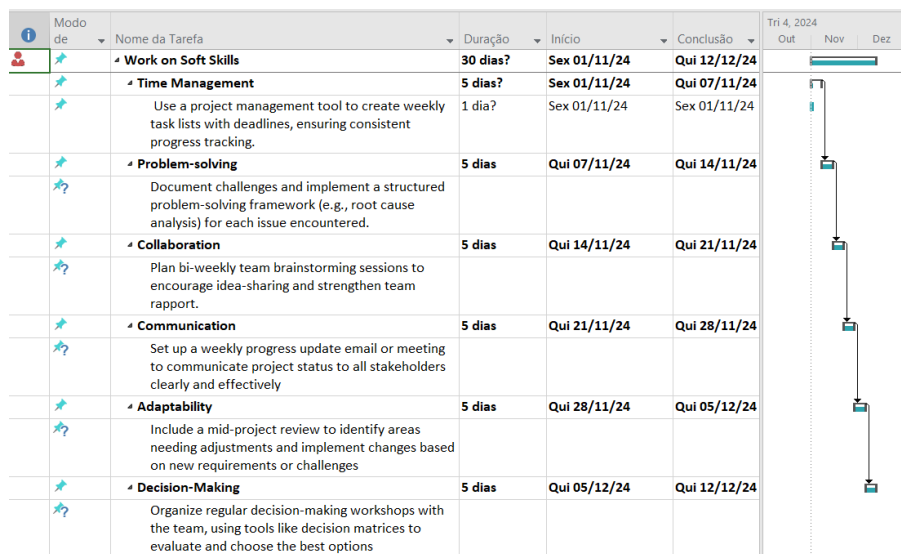 Modo de
Nome da Tarefa
Duração
Início
Conclusão
Tri 4, 2024
Out Nov Dez
Work on Soft Skills 30 dias? Sex 01/11/24 Qui 12/12/24
Time Management 5 dias? Sex 01/11/24 Qui 07/11/24
Use a project management tool to create weekly 1 dia? Sex 01/11/24 Sex 01/11/24
task lists with deadlines, ensuring consistent
progress tracking.
Problem-solving 5 dias Qui 07/11/24 Qui 14/11/24
Document challenges and implement a structured
problem-solving framework (e.g., root cause
analysis) for each issue encountered.
Collaboration 5 dias Qui 14/11/24 Qui 21/11/24
Plan bi-weekly team brainstorming sessions to
encourage idea-sharing and strengthen team
rapport.
Communication 5 dias Qui 21/11/24 Qui 28/11/24
Set up a weekly progress update email or meeting
to communicate project status to all stakeholders
clearly and effectively
Adaptability 5 dias Qui 28/11/24 Qui 05/12/24
Include a mid-project review to identify areas
needing adjustments and implement changes based
on new requirements or challenges
Decision-Making 5 dias Qui 05/12/24 Qui 12/12/24
Organize regular decision-making workshops with
the team, using tools like decision matrices to
evaluate and choose the best options